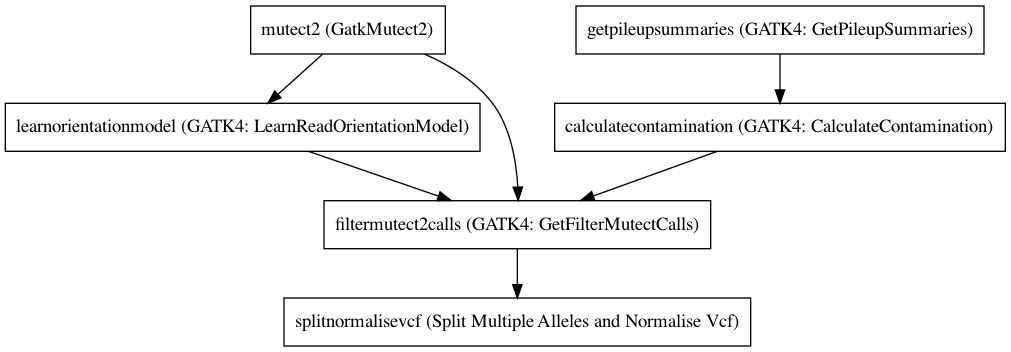 mutect2 (GatkMutect2)
getpileupsummaries (GATK4: GetPileupSummaries)
learnorientationmodel (GATK4: LearnReadOrientationModel)
calculatecontamination (GATK4: CalculateContamination)
filtermutect2calls (GATK4: GetFilterMutectCalls)
splitnormalisevcf (Split Multiple Alleles and Normalise Vcf)